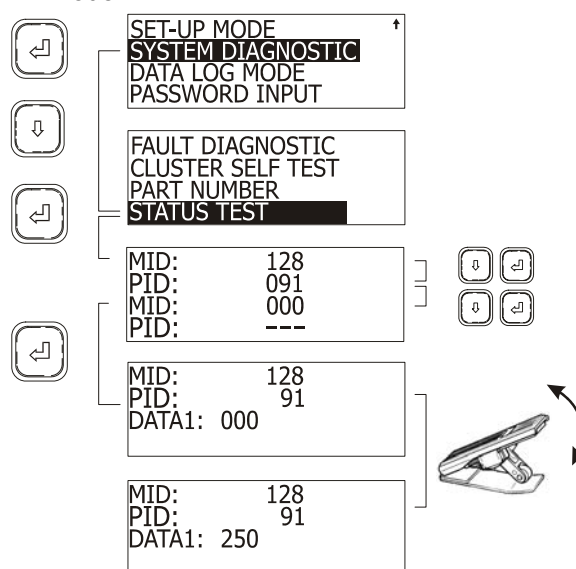 SET-UP MODE
SYSTEM DIAGNOSTIC
DATA LOG MODE
PASSWORD INPUT
FAULT DIAGNOSTIC
CLUSTER SELF TEST
PART NUMBER
STATUS TEST
MID: 128
PID: 091
MID: 000
PID: ---
MID: 128
PID: 91
DATA1: 000
MID: 128
PID: 91
DATA1: 250